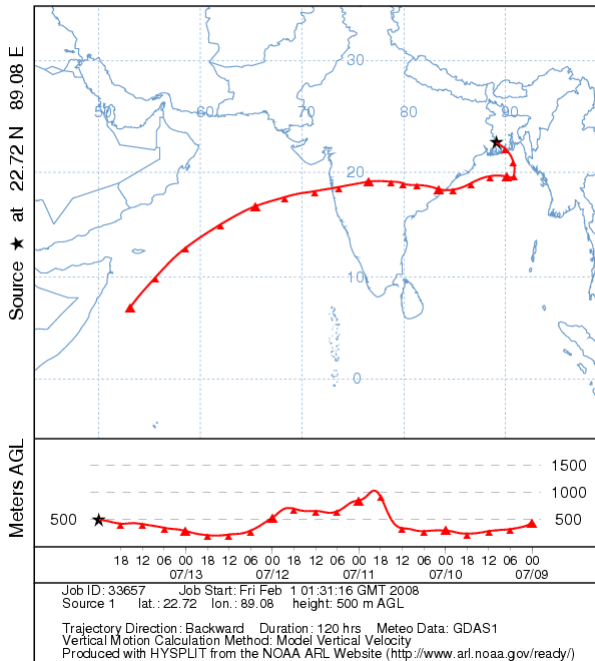 Source ★ at 22.72 N 89.08 E
30
50 60 70 80 90
20
10
0
Meters AGL
1500
1000
500 500
18 12 06 00 18 12 06 00 18 12 06 00 18 12 06 00 18 12 06 00
07/13 07/12 07/11 07/10 07/09
Job ID: 33657 Job Start: Fri Feb 1 01:31:16 GMT 2008
Source 1 lat.: 22.72 lon.: 89.08 height: 500 m AGL
Trajectory Direction: Backward Duration: 120 hrs Meteo Data: GDAS1
Vertical Motion Calculation Method: Model Vertical Velocity
Produced with HYSPLIT from the NOAA ARL Website (http://www.arl.noaa.gov/ready/)